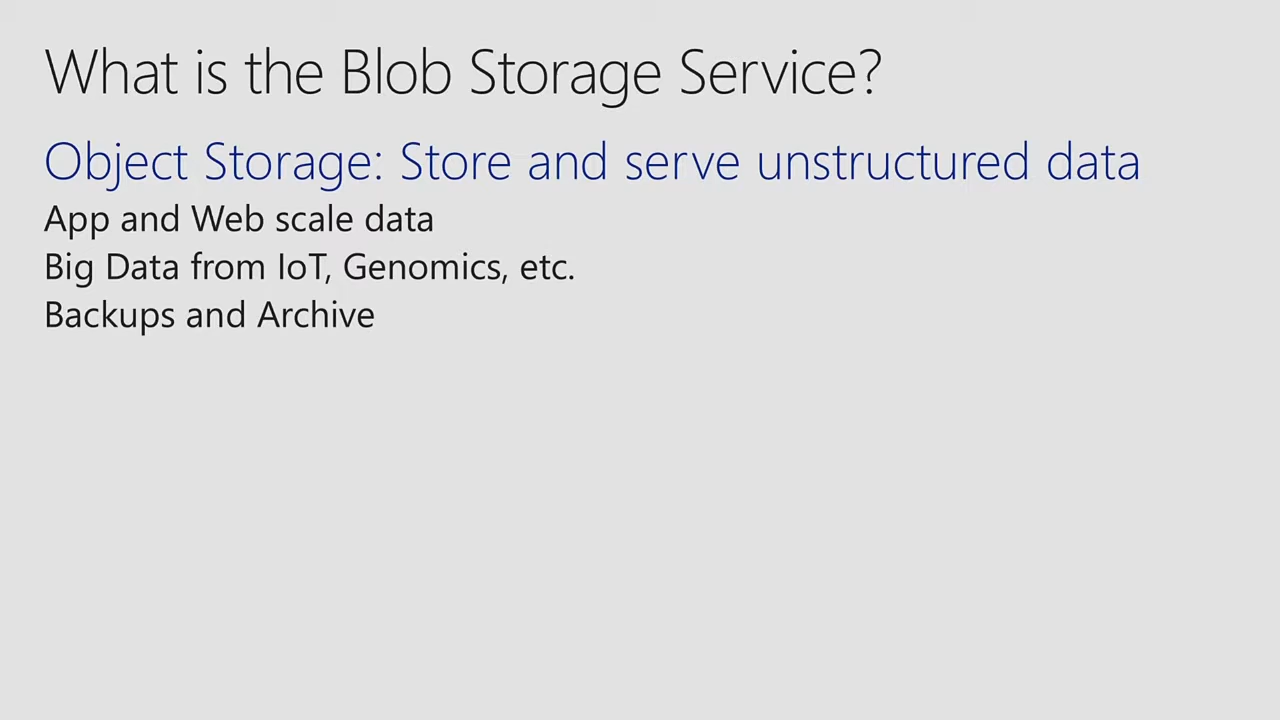 What is the Blob Storage Service?
Object Storage: Store and serve unstructured data
App and Web scale data
Big Data from IoT, Genomics, etc.
Backups and Archive